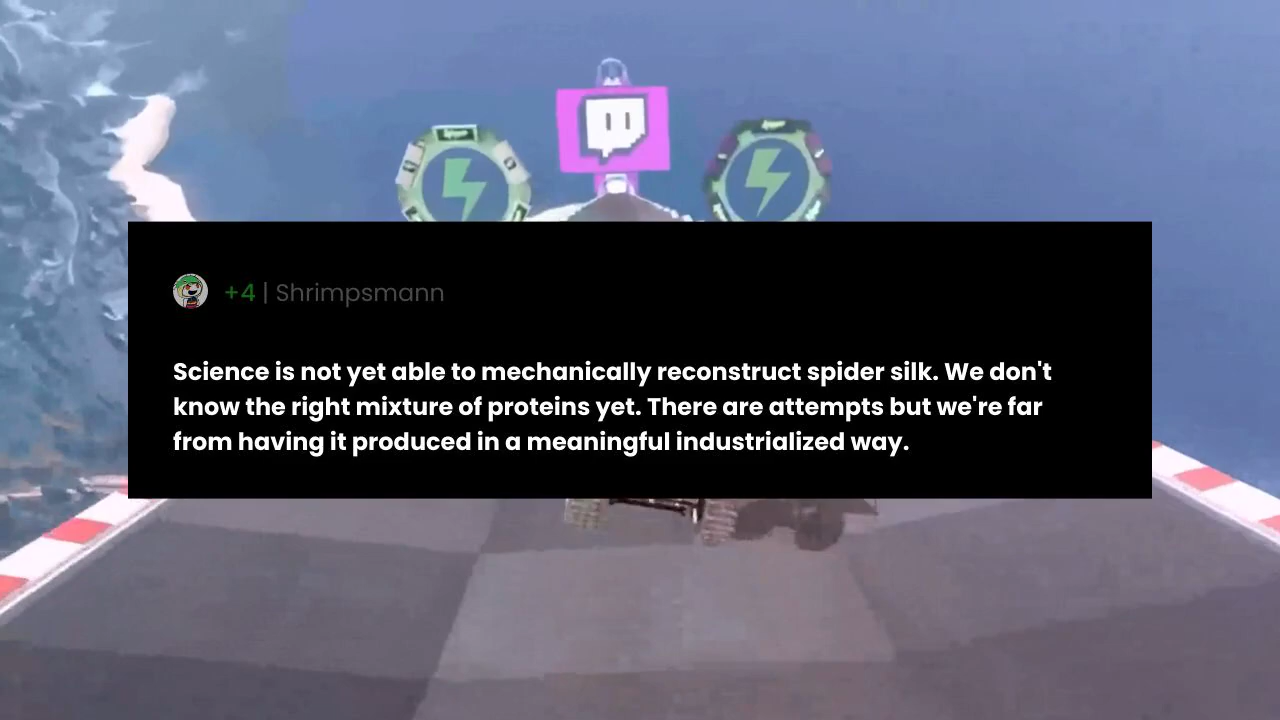 +4 | Shrimpsmann
Science is not yet able to mechanically reconstruct spider silk. We don't
know the right mixture of proteins yet. There are attempts but we're far
from having it produced in a meaningful industrialized way.